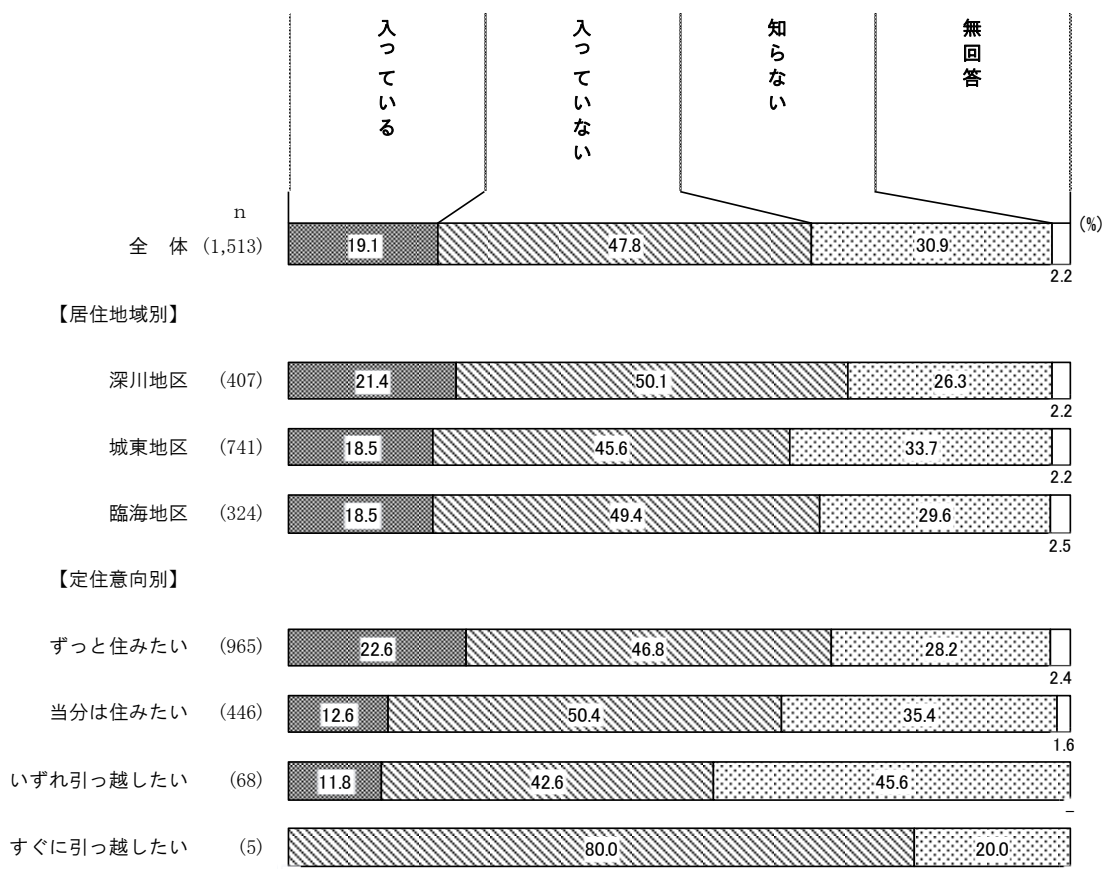 入っている
入っていない
知らない
無回答
n
(%)
全 体 (1,513) 19.1 47.8 30.9
2.2
【居住地域別】
深川地区 (407) 21.4 50.1 26.3
2.2
城東地区 (741) 18.5 45.6 33.7
2.2
臨海地区 (324) 18.5 49.4 29.6
2.5
【定住意向別】
ずっと住みたい (965) 22.6 46.8 28.2
2.4
当分は住みたい (446) 12.6 50.4 35.4
1.6
いずれ引っ越したい (68) 11.8 42.6 45.6
–
すぐに引っ越したい (5) 80.0 20.0